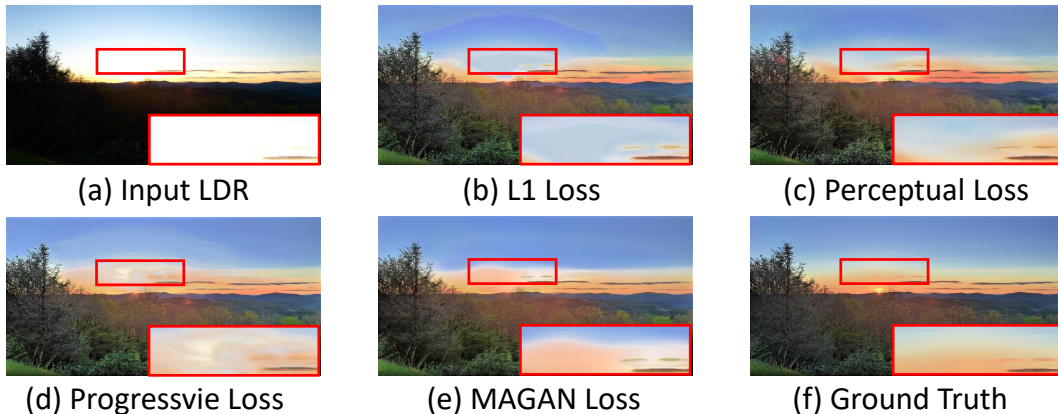 (a) Input LDR
(b) L1 Loss
(c) Perceptual Loss
(d) Progressvie Loss
(e) MAGAN Loss
(f) Ground Truth